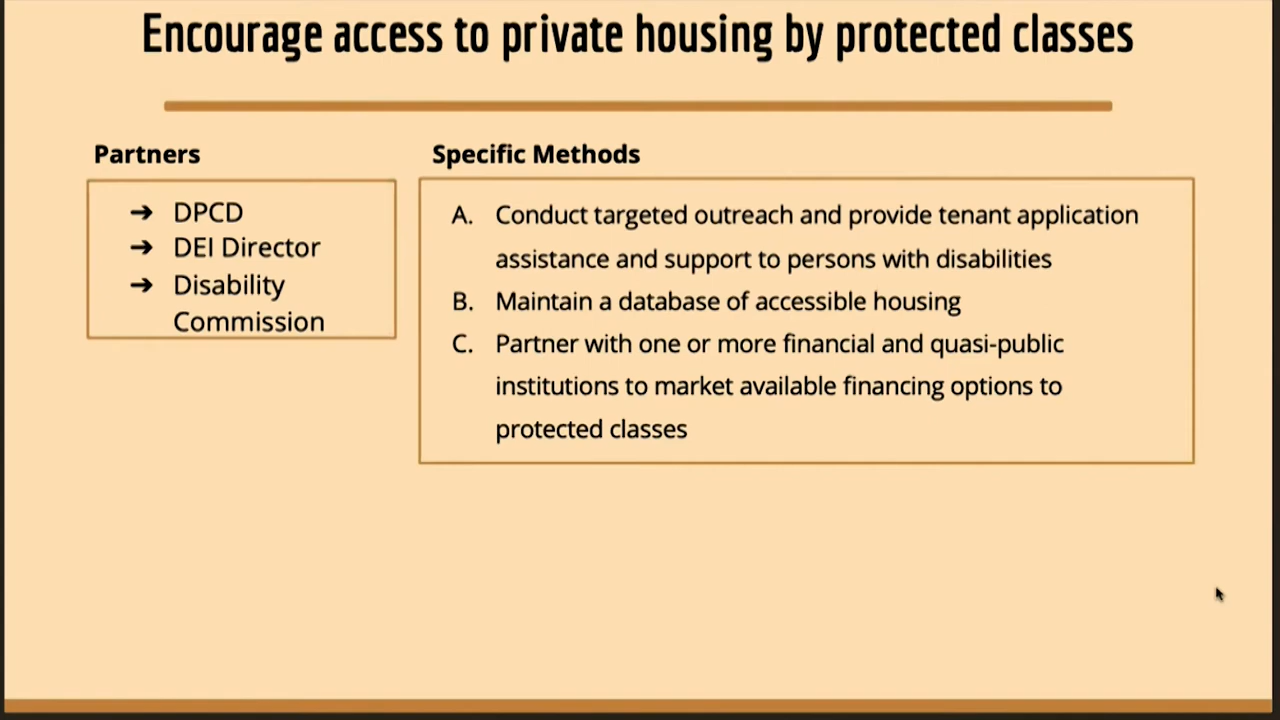 Encourage access to private housing by protected classes
Partners
➔ DPCD
➔ DEI Director
➔ Disability
Commission
Specific Methods
A. Conduct targeted outreach and provide tenant application
assistance and support to persons with disabilities
B. Maintain a database of accessible housing
C. Partner with one or more financial and quasi-public
institutions to market available financing options to
protected classes